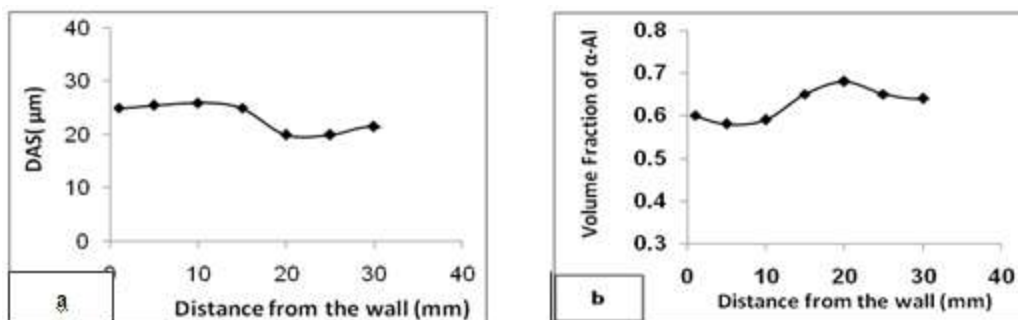 40
30
20
10
0
DAS( µm)
0 10 20 30 40
Distance from the wall (mm)
a
0.8
0.7
0.6
0.5
0.4
0.3
Volume Fraction of α-Al
0 10 20 30 40
Distance from the wall (mm)
b